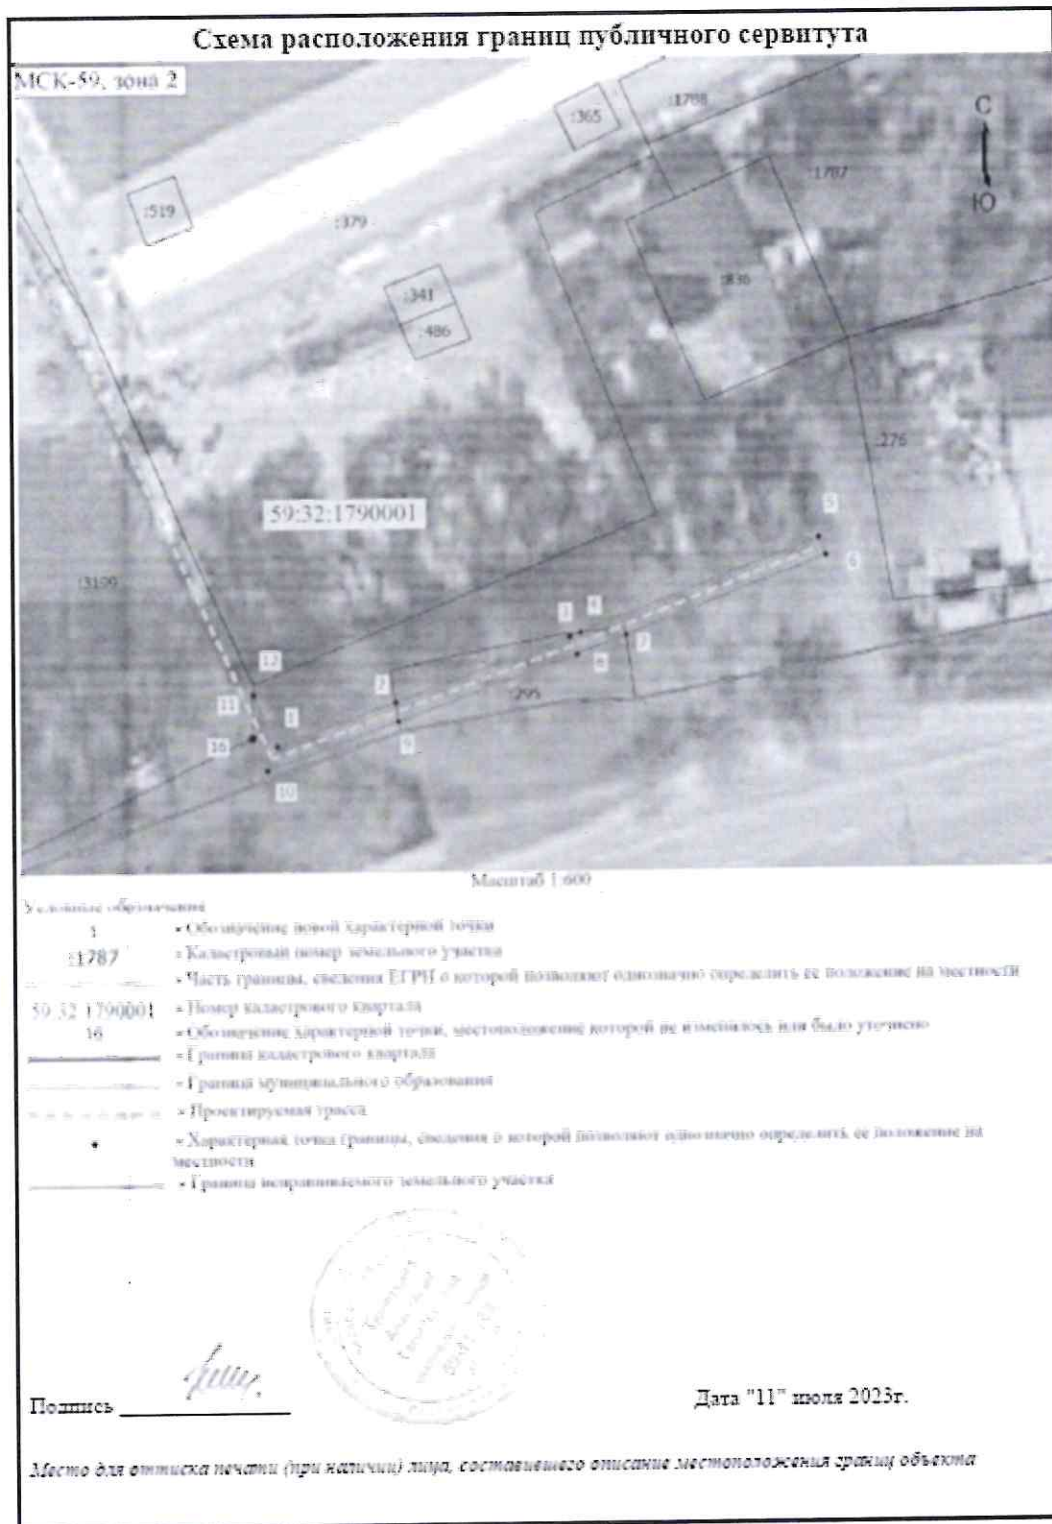 Схема расположения границ публичного сервитута
МСК-59, зона 2
:1788
:365
С
:1787
Ю
:519
:379
:836
:341
:486
:276
59:32:1790001
5
6
:3199
3
4
7
8
12
2
:295
11
1
9
16
10
Масштаб 1:600
Условные обозначения
1 - Обозначение новой характерной точки
:1787 - Кадастровый номер земельного участка
- Часть границы, сведения ЕГРН о которой позволяют однозначно определить ее положение на местности
59:32:1790001 - Номер кадастрового квартала
16 - Обозначение характерной точки, местоположение которой не изменилось или было уточнено
- Граница кадастрового квартала
- Граница муниципального образования
- Проектируемая трасса
- Характерная точка границы, сведения о которой позволяют однозначно определить ее положение на
местности
- Граница испрашиваемого земельного участка
Подпись
Дата "11" июля 2023г.
Место для оттиска печати (при наличии) лица, составившего описание местоположения границ объекта